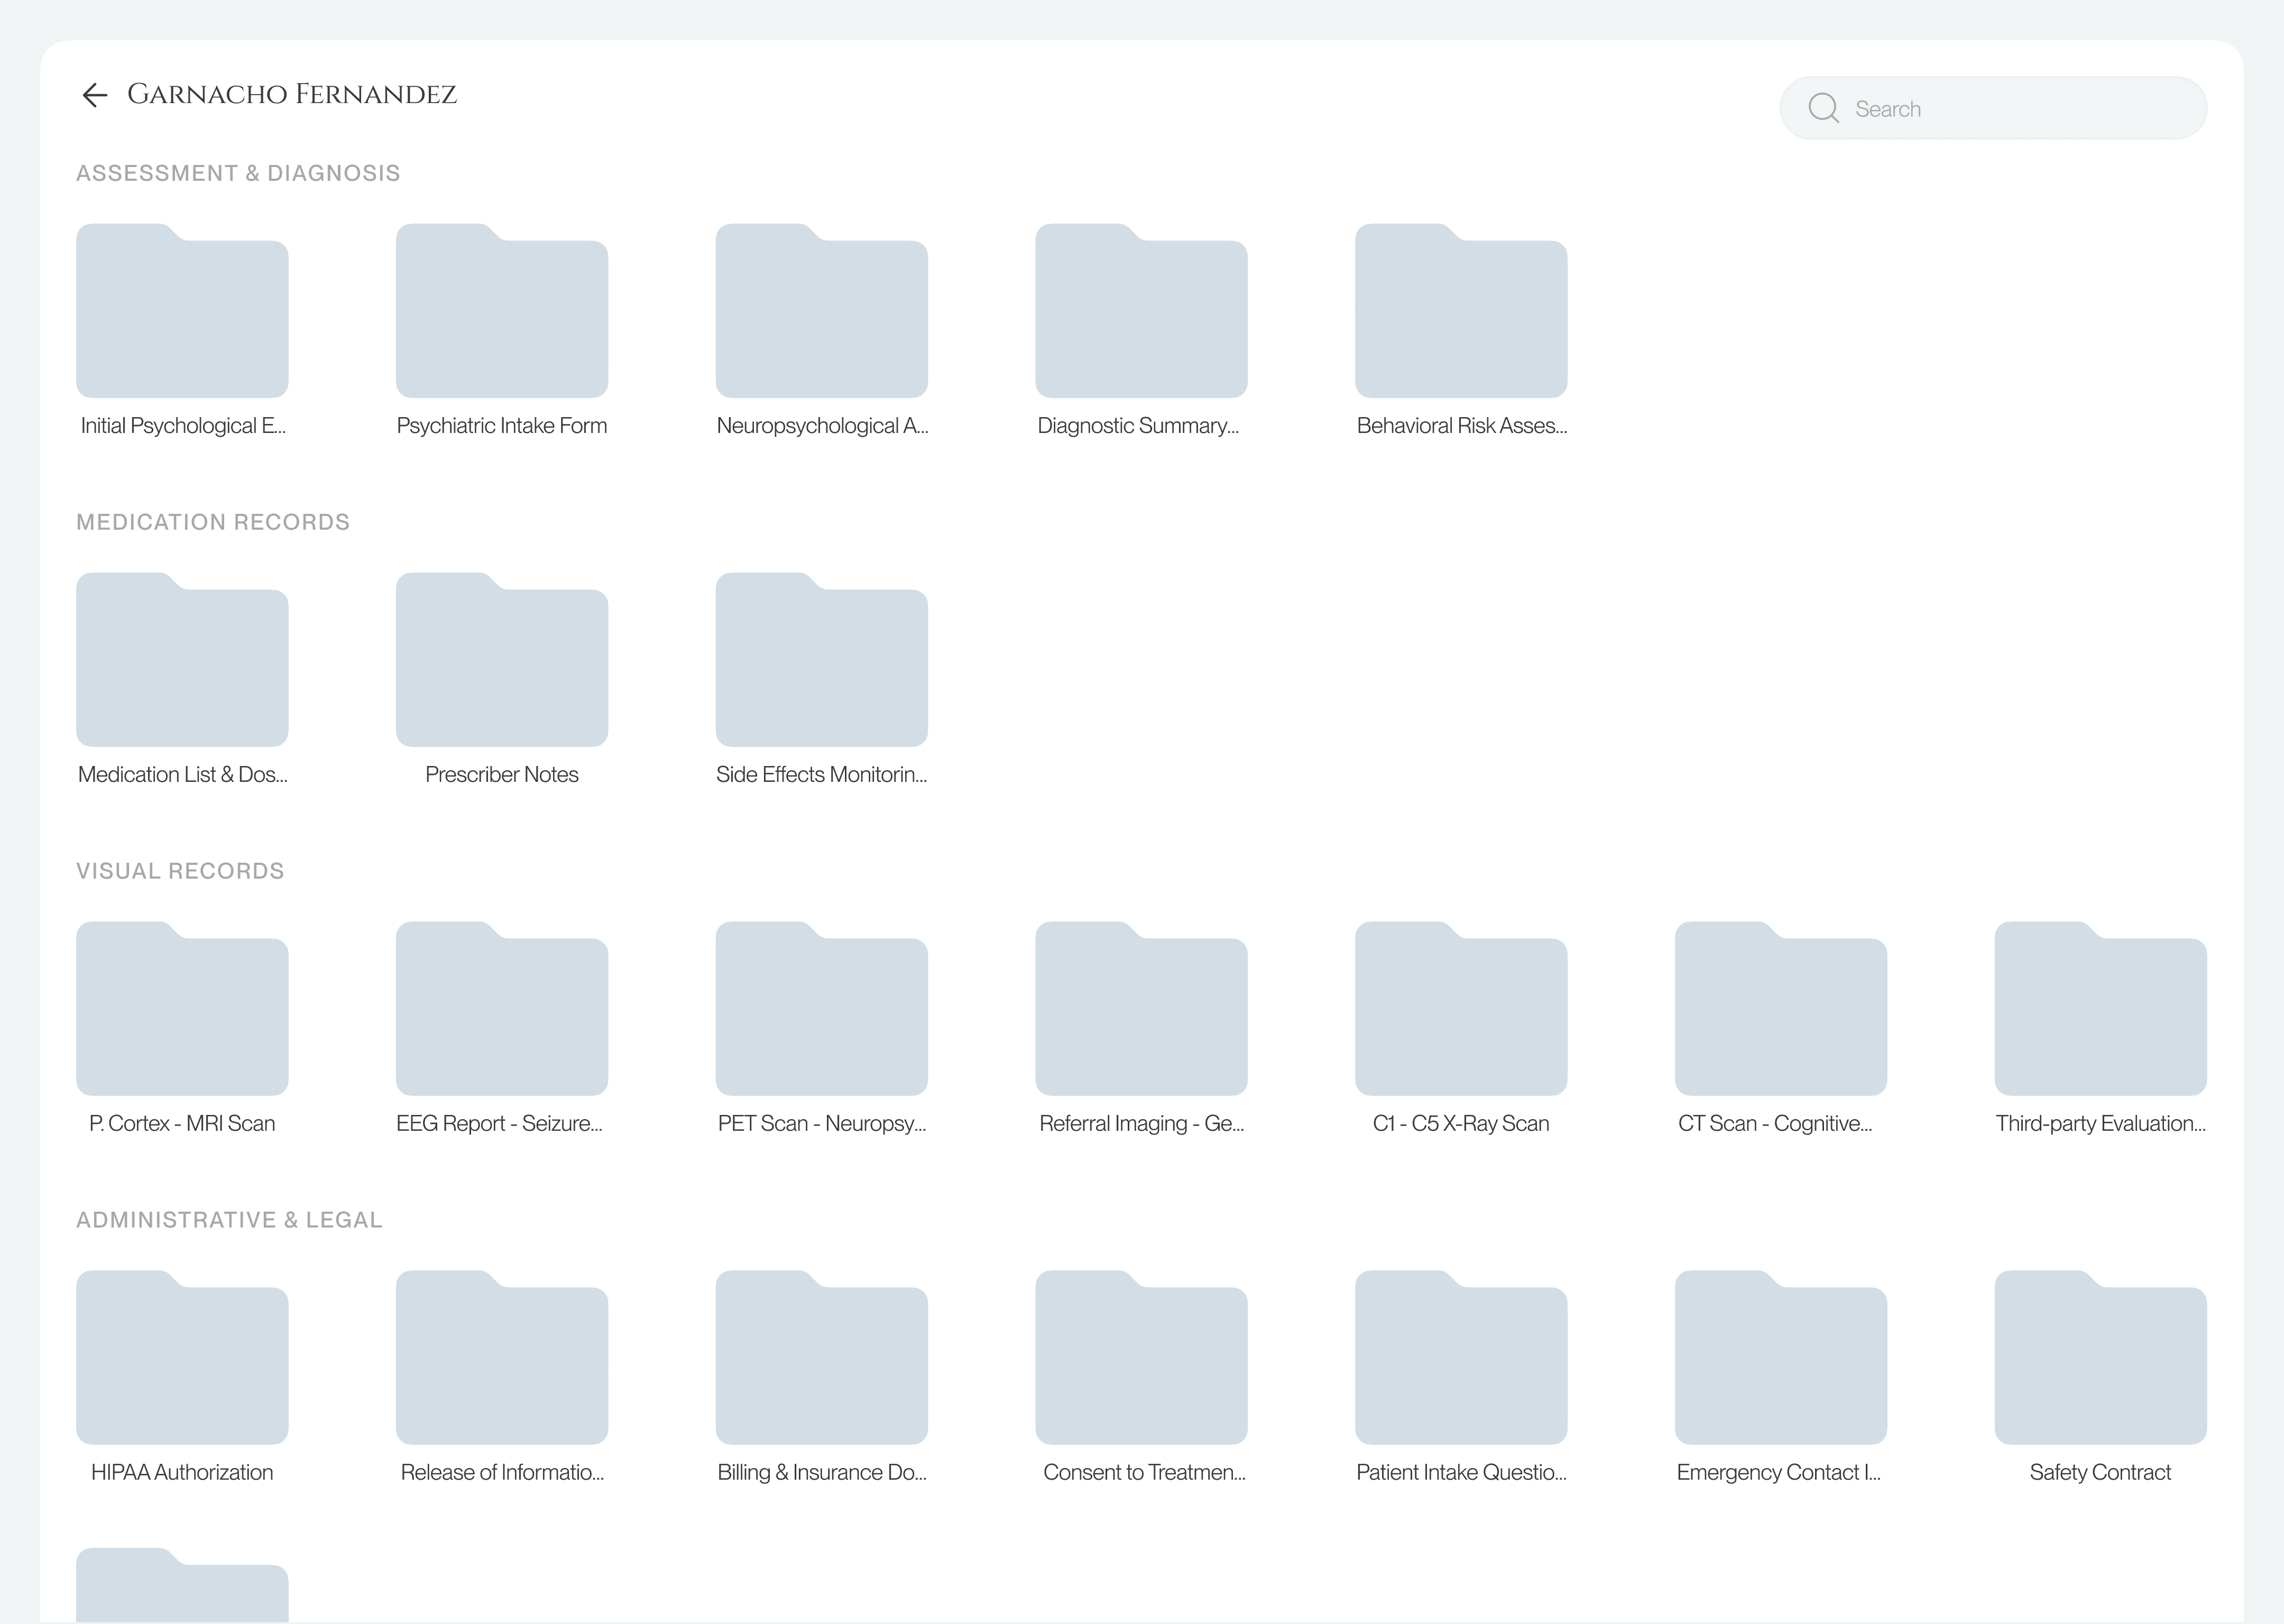 GARNACHO FERNANDEZ
Search
ASSESSMENT & DIAGNOSIS
Initial Psychological E...
Psychiatric Intake Form
Neuropsychological A...
Diagnostic Summary...
Behavioral Risk Asses...
MEDICATION RECORDS
Medication List & Dos...
Prescriber Notes
Side Effects Monitorin...
VISUAL RECORDS
P. Cortex - MRI Scan
EEG Report - Seizure...
PET Scan - Neuropsy...
Referral Imaging - Ge...
C1 - C5 X-Ray Scan
CT Scan - Cognitive...
Third-party Evaluation...
ADMINISTRATIVE & LEGAL
HIPAA Authorization
Release of Informatio...
Billing & Insurance Do...
Consent to Treatmen...
Patient Intake Questio...
Emergency Contact I...
Safety Contract